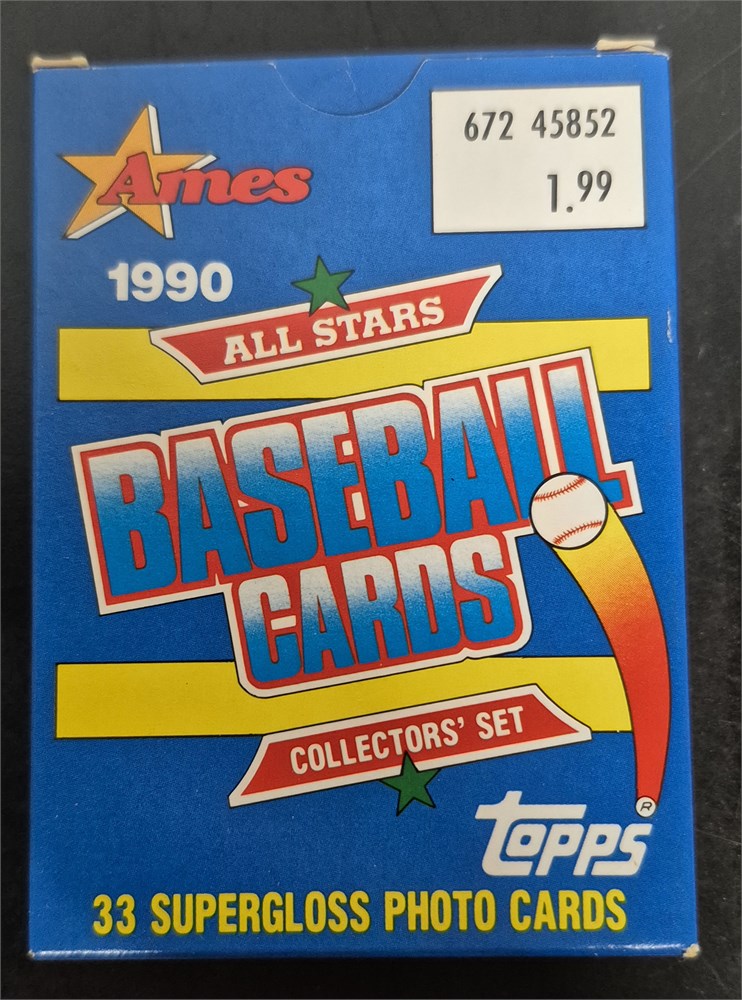 Ames
672 45852
1.99
1990
ALL STARS
BASEBALL
CARDS
COLLECTORS' SET
®
TOPPS
33 SUPERGLOSS PHOTO CARDS